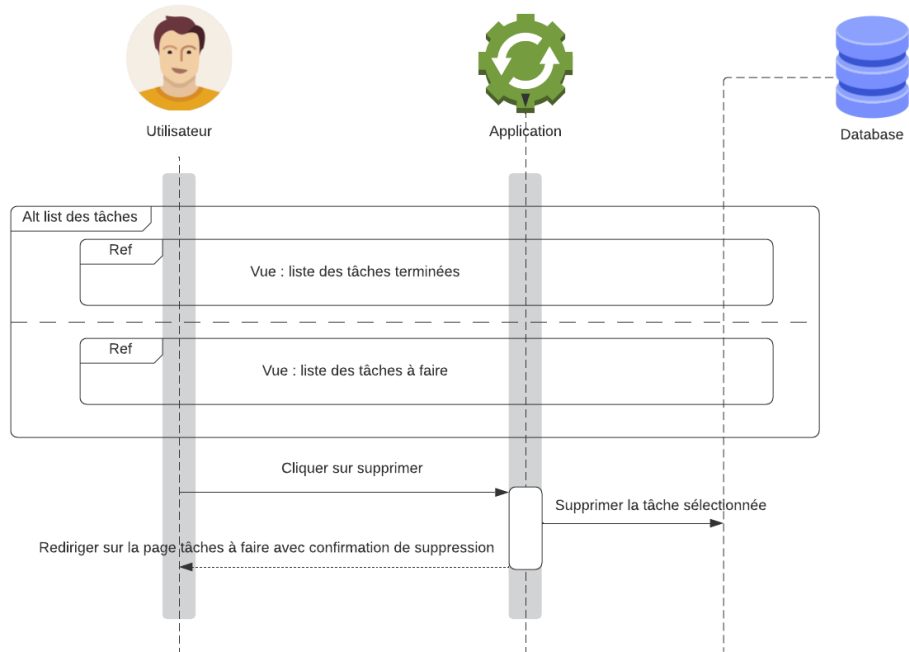 Utilisateur
Application
Database
Alt list des tâches
Ref
Vue : liste des tâches terminées
Ref
Vue : liste des tâches à faire
Cliquer sur supprimer
Supprimer la tâche sélectionnée
Rediriger sur la page tâches à faire avec confirmation de suppression